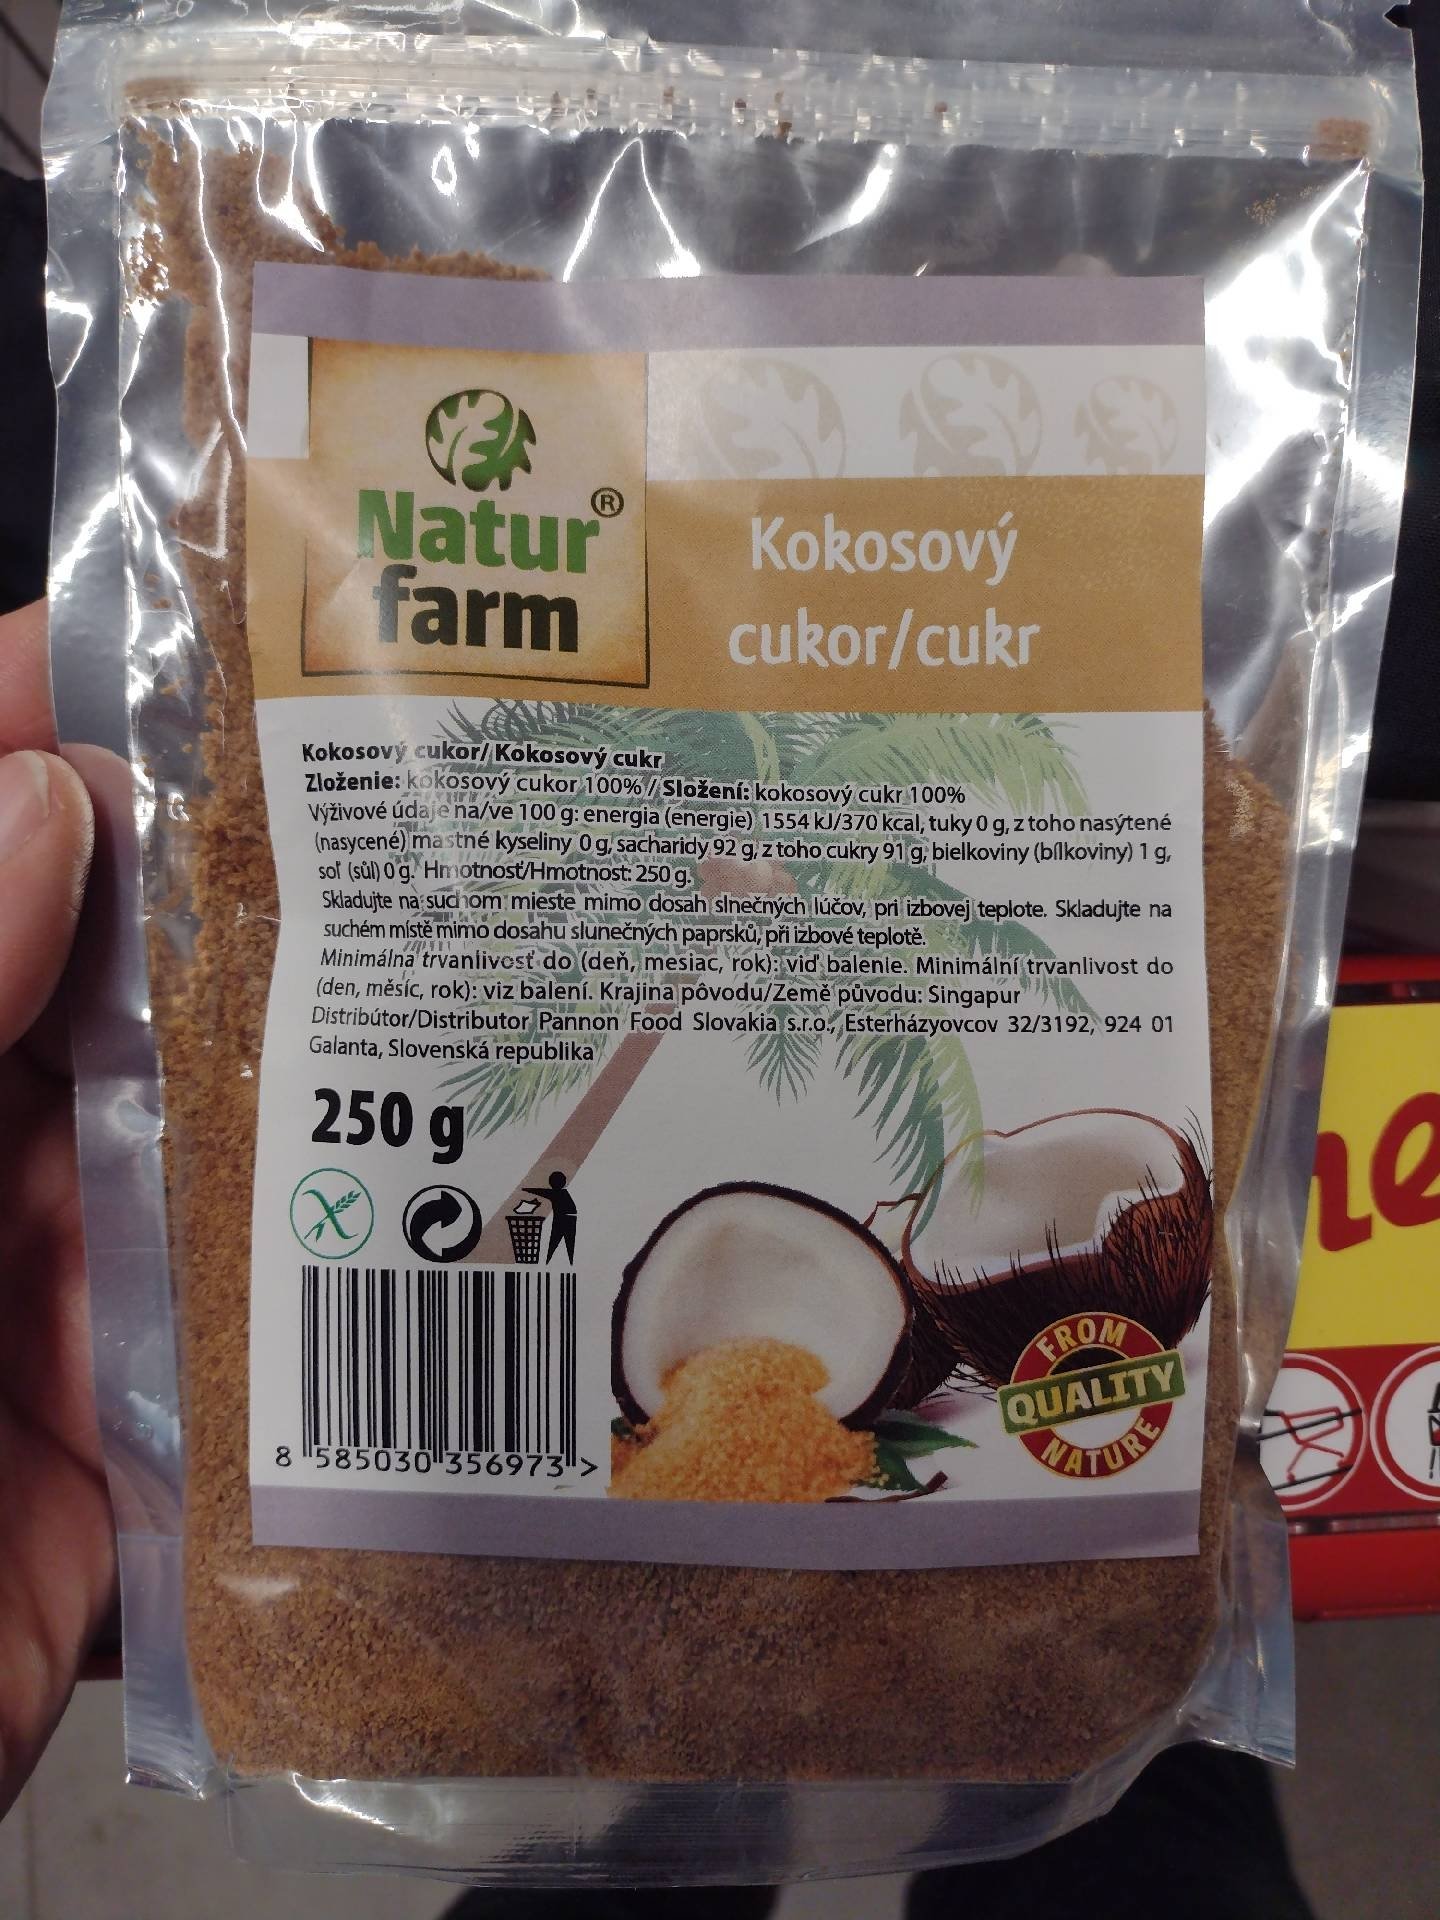 Natur®
farm
Kokosový
cukor/cukr
Kokosový cukor/ Kokosový cukr
Zloženie: kokosový cukor 100% / Složení: kokosový cukr 100%
Výživové údaje na/ve 100 g: energia (energie) 1554 kJ/370 kcal, tuky 0 g, z toho nasýtené
(nasycené) mastné kyseliny 0 g, sacharidy 92 g, z toho cukry 91 g, bielkoviny (bílkoviny) 1 g,
soľ (sůl) 0 g. Hmotnosť/Hmotnost: 250 g.
Skladujte na suchom mieste mimo dosah slnečných lúčov, pri izbovej teplote. Skladujte na
suchém místě mimo dosahu slunečných paprsků, při izbové teplotě.
Minimálna trvanlivosť do (deň, mesiac, rok): viď balenie. Minimální trvanlivost do
(den, měsíc, rok): viz balení. Krajina pôvodu/Země původu: Singapur
Distribútor/Distributor Pannon Food Slovakia s.r.o., Esterházyovcov 32/3192, 924 01
Galanta, Slovenská republika
250 g
8 585030 356973 >
FROM
QUALITY
NATURE